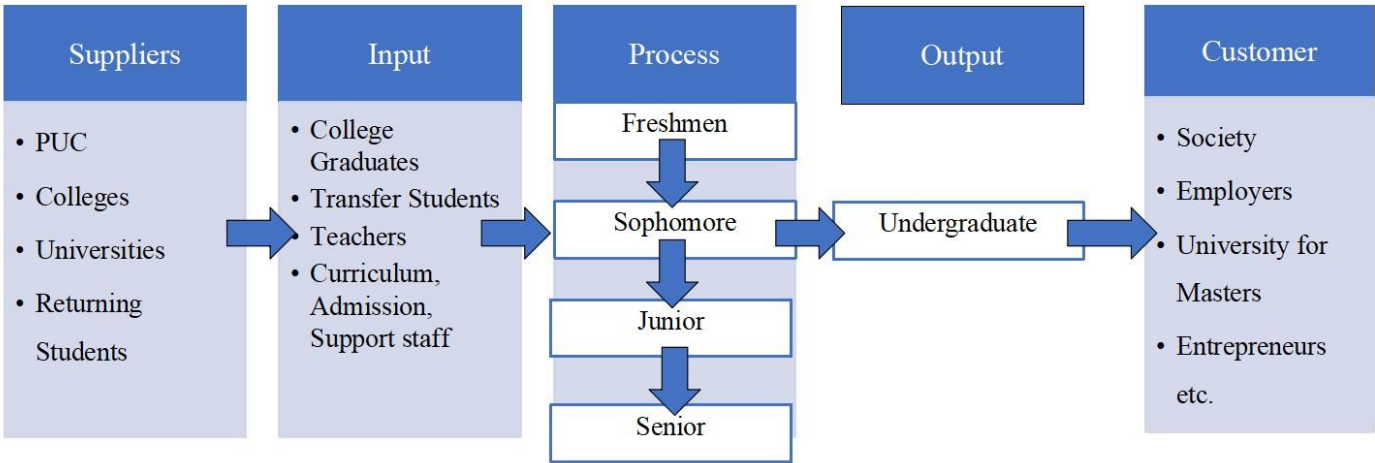 Suppliers
• PUC
• Colleges
• Universities
• Returning
Students
Input
• College
Graduates
• Transfer Students
• Teachers
• Curriculum,
Admission,
Support staff
Process
Freshmen
Sophomore
Junior
Senior
Output
Undergraduate
Customer
• Society
• Employers
• University for
Masters
• Entrepreneurs
etc.